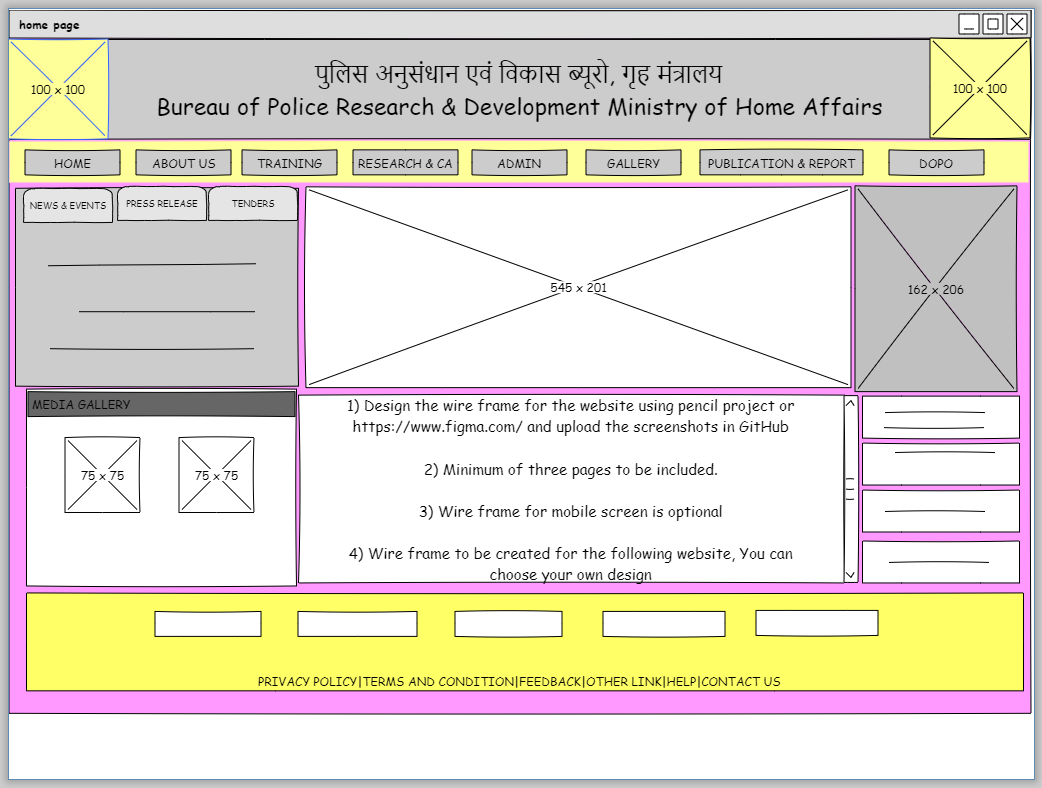 home page
100 x 100
पुलिस अनुसंधान एवं विकास ब्यूरो, गृह मंत्रालय
Bureau of Police Research & Development Ministry of Home Affairs
100 x 100
HOME
ABOUT US
TRAINING
RESEARCH & CA
ADMIN
GALLERY
PUBLICATION & REPORT
DOPO
NEWS & EVENTS
PRESS RELEASE
TENDERS
545 x 201
162 x 206
MEDIA GALLERY
75 x 75
75 x 75
1) Design the wire frame for the website using pencil project or
https://www.figma.com/ and upload the screenshots in GitHub
2) Minimum of three pages to be included.
3) Wire frame for mobile screen is optional
4) Wire frame to be created for the following website, You can
choose your own design
PRIVACY POLICY|TERMS AND CONDITION|FEEDBACK|OTHER LINK|HELP|CONTACT US